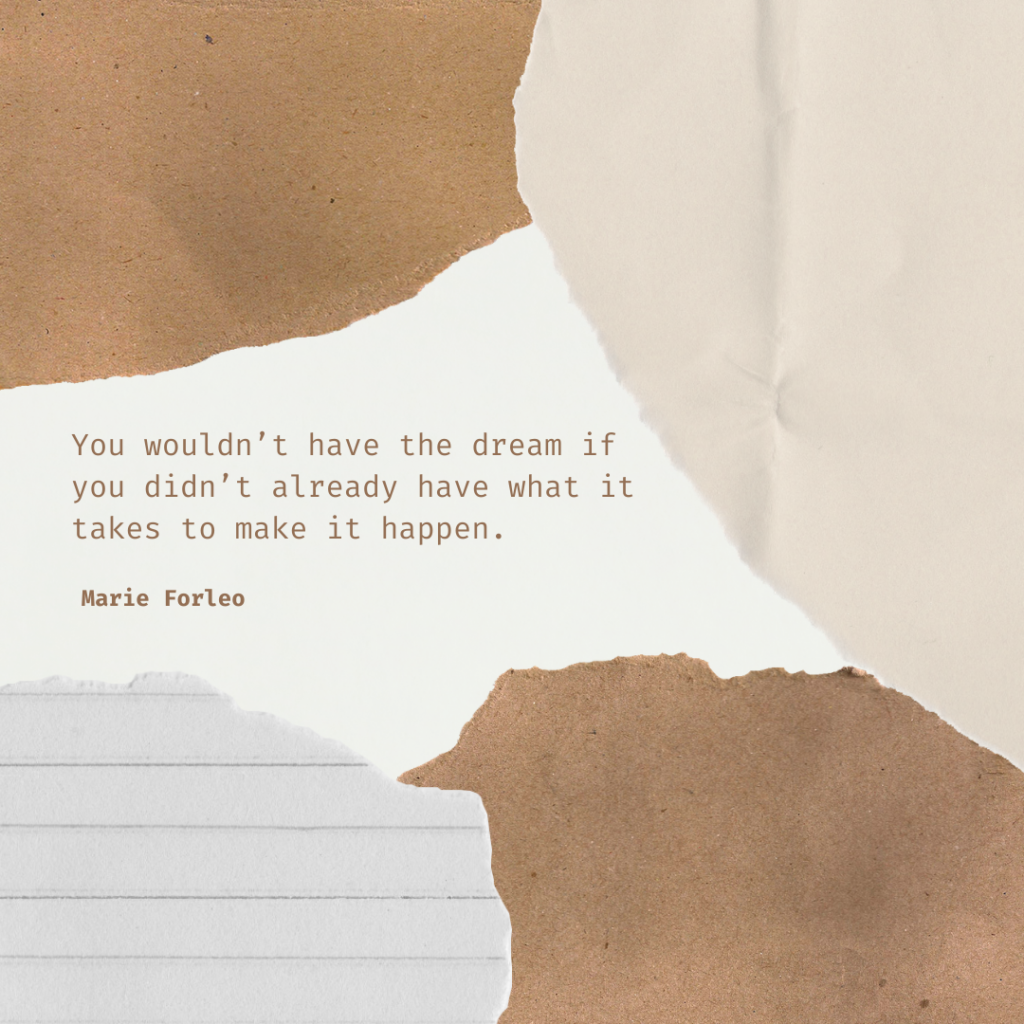 You wouldn’t have the dream if
you didn’t already have what it
takes to make it happen.
Marie Forleo